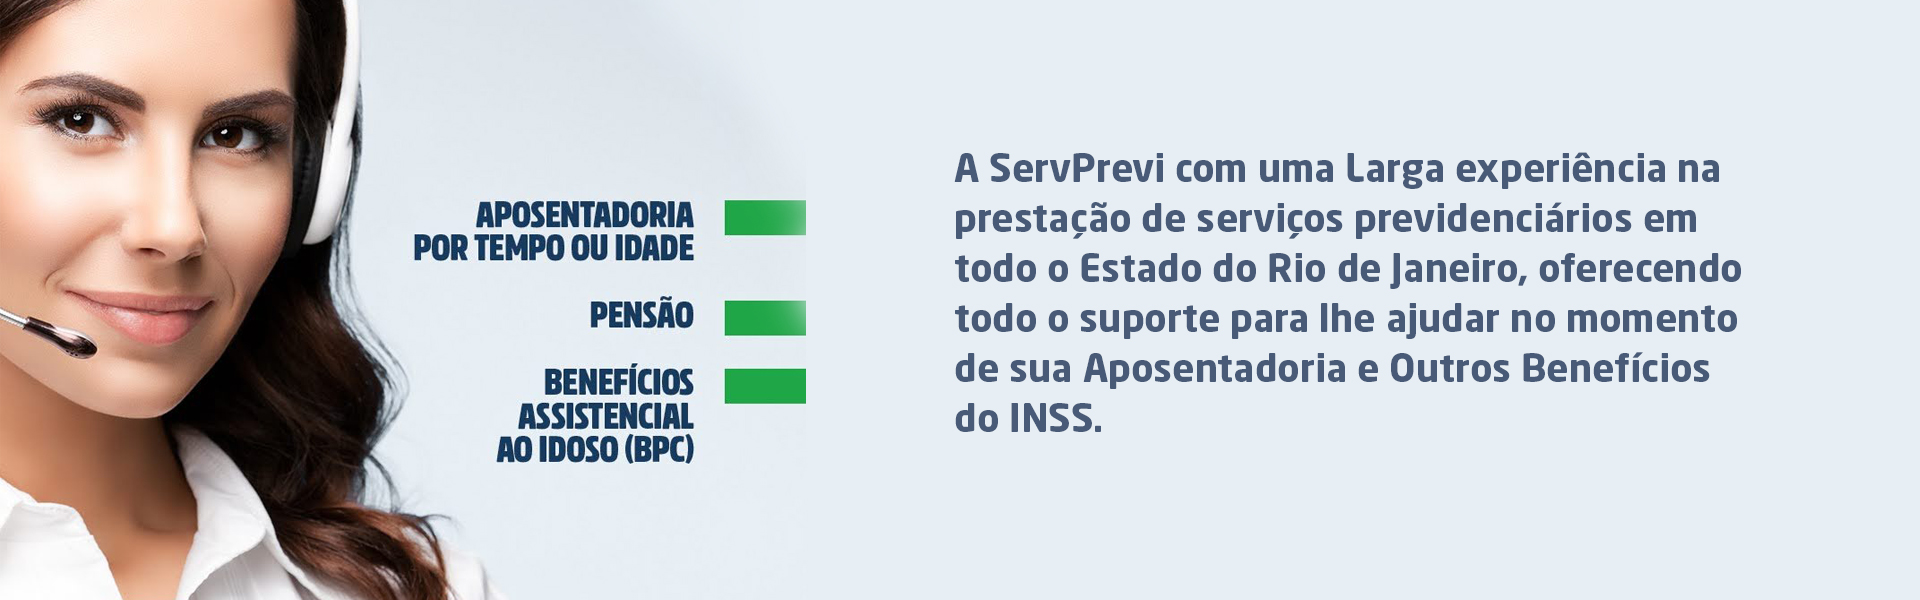 APOSENTADORIA
POR TEMPO OU IDADE
PENSÃO
BENEFÍCIOS
ASSISTENCIAL
AO IDOSO (BPC)
A ServPrevi com uma Larga experiência na
prestação de serviços previdenciários em
todo o Estado do Rio de Janeiro, oferecendo
todo o suporte para lhe ajudar no momento
de sua Aposentadoria e Outros Benefícios
do INSS.